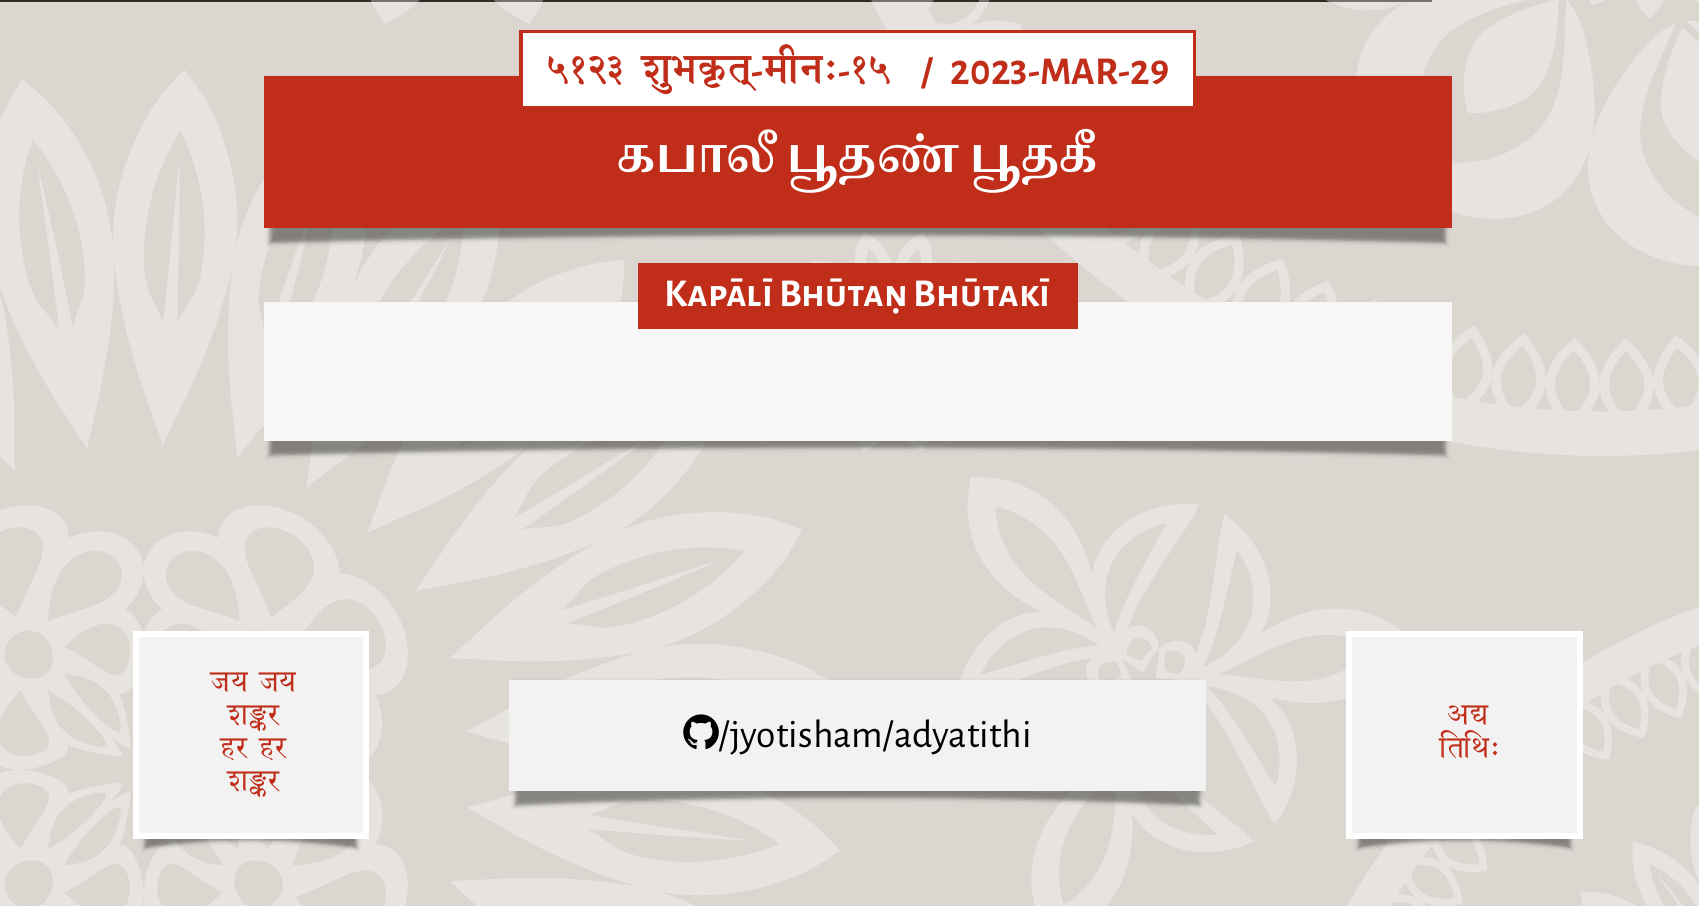 ५१२३ शुभकृत्-मीनः-१५ / 2023-MAR-29
கபாலீ பூதண் பூதகீ
Kapālī Bhūtaṇ Bhūtakī
जय जय
शङ्कर
हर हर
शङ्कर
/jyotisham/adyatithi
अद्य
तिथिः